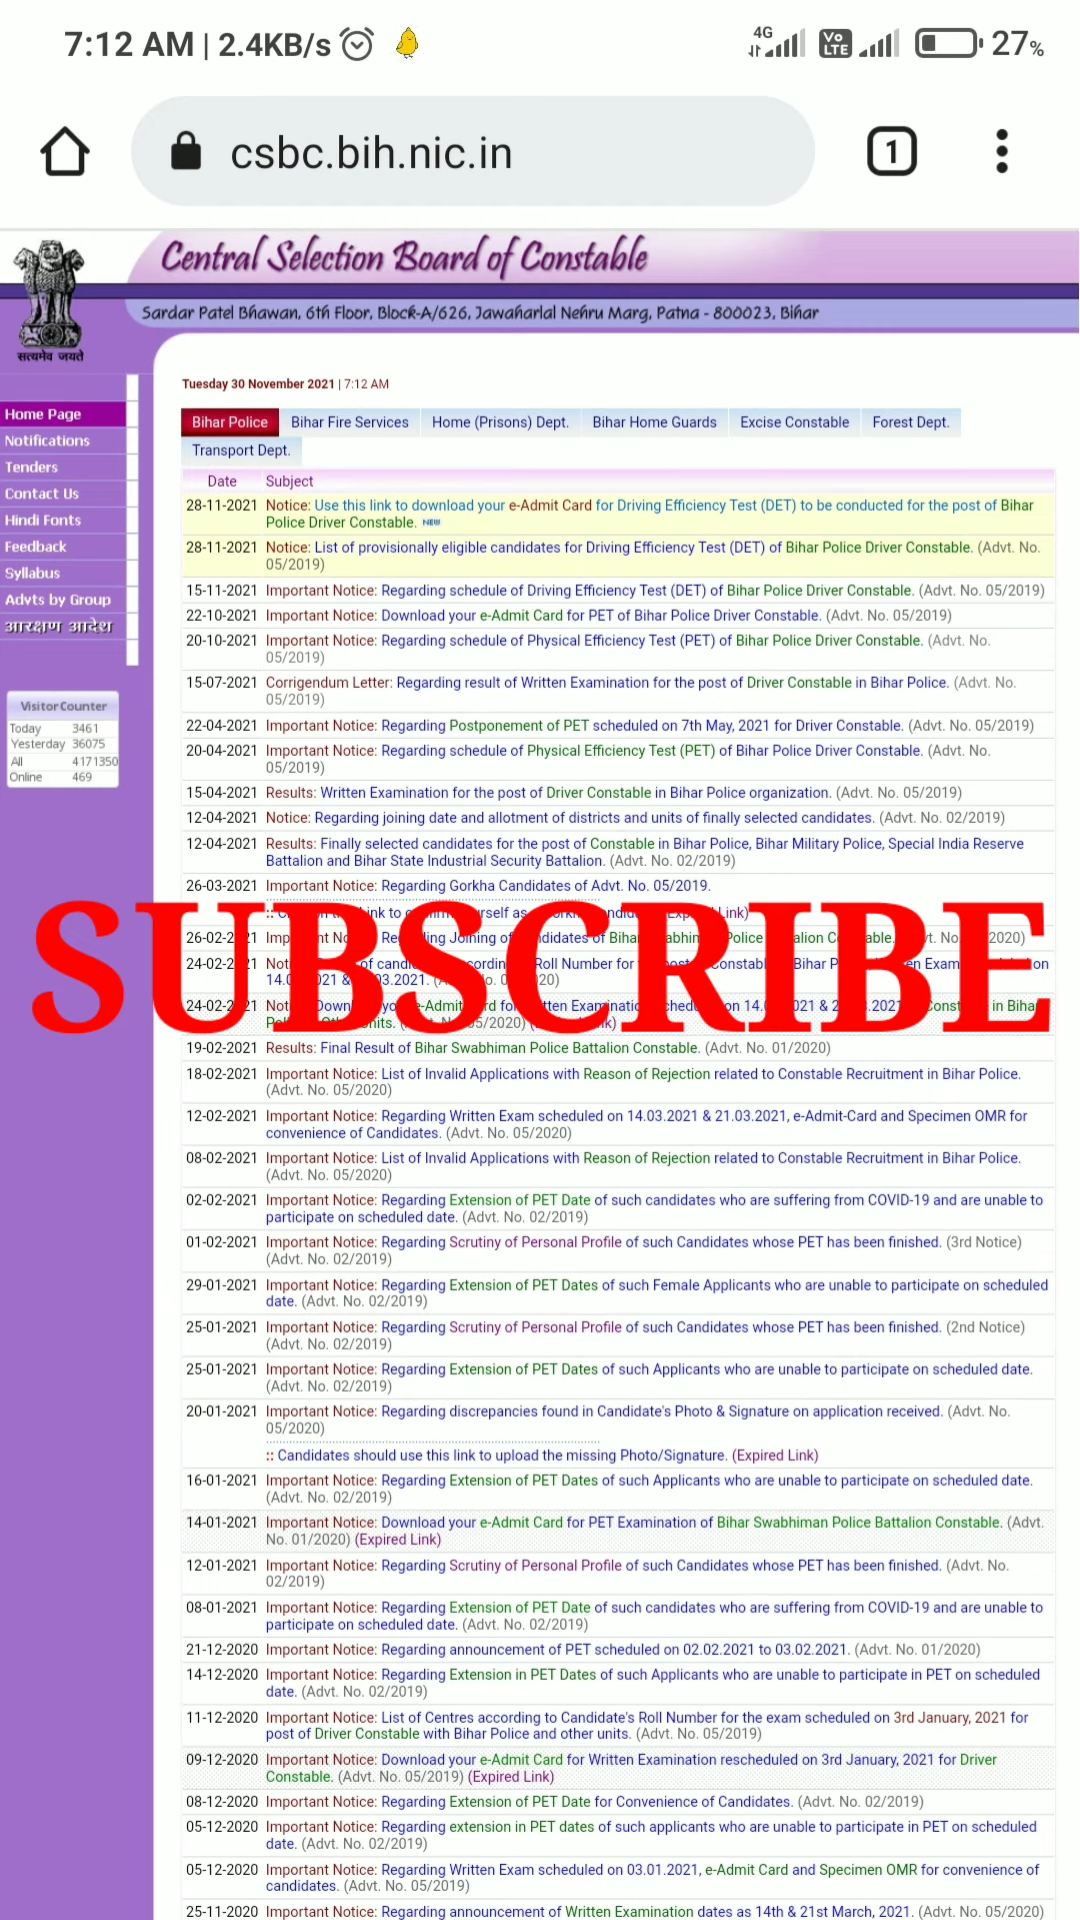 7:12 AM | 2.4KB/s
4G
Vo LTE
27%
csbc.bih.nic.in
1
Central Selection Board of Constable
Sardar Patel Bhawan, 6th Floor, Block-A/626, Jawaharlal Nehru Marg, Patna - 800023, Bihar
सत्यमेव जयते
Home Page
Notifications
Tenders
Contact Us
Hindi Fonts
Feedback
Syllabus
Advts by Group
आरक्षण आदेश
Visitor Counter
Today 3461
Yesterday 36075
All 4171350
Online 469
Tuesday 30 November 2021 | 7:12 AM
Bihar Police Bihar Fire Services Home (Prisons) Dept. Bihar Home Guards Excise Constable Forest Dept.
Transport Dept.
Date Subject
28-11-2021 Notice: Use this link to download your e-Admit Card for Driving Efficiency Test (DET) to be conducted for the post of Bihar
Police Driver Constable. NEW
28-11-2021 Notice: List of provisionally eligible candidates for Driving Efficiency Test (DET) of Bihar Police Driver Constable. (Advt. No.
05/2019)
15-11-2021 Important Notice: Regarding schedule of Driving Efficiency Test (DET) of Bihar Police Driver Constable. (Advt. No. 05/2019)
22-10-2021 Important Notice: Download your e-Admit Card for PET of Bihar Police Driver Constable. (Advt. No. 05/2019)
20-10-2021 Important Notice: Regarding schedule of Physical Efficiency Test (PET) of Bihar Police Driver Constable. (Advt. No.
05/2019)
15-07-2021 Corrigendum Letter: Regarding result of Written Examination for the post of Driver Constable in Bihar Police. (Advt. No.
05/2019)
22-04-2021 Important Notice: Regarding Postponement of PET scheduled on 7th May, 2021 for Driver Constable. (Advt. No. 05/2019)
20-04-2021 Important Notice: Regarding schedule of Physical Efficiency Test (PET) of Bihar Police Driver Constable. (Advt. No.
05/2019)
15-04-2021 Results: Written Examination for the post of Driver Constable in Bihar Police organization. (Advt. No. 05/2019)
12-04-2021 Notice: Regarding joining date and allotment of districts and units of finally selected candidates. (Advt. No. 02/2019)
12-04-2021 Results: Finally selected candidates for the post of Constable in Bihar Police, Bihar Military Police, Special India Reserve
Battalion and Bihar State Industrial Security Battalion. (Advt. No. 02/2019)
26-03-2021 Important Notice: Regarding Gorkha Candidates of Advt. No. 05/2019.
SUBSCRIBE
19-02-2021 Results: Final Result of Bihar Swabhiman Police Battalion Constable. (Advt. No. 01/2020)
18-02-2021 Important Notice: List of Invalid Applications with Reason of Rejection related to Constable Recruitment in Bihar Police.
(Advt. No. 05/2020)
12-02-2021 Important Notice: Regarding Written Exam scheduled on 14.03.2021 & 21.03.2021, e-Admit-Card and Specimen OMR for
convenience of Candidates. (Advt. No. 05/2020)
08-02-2021 Important Notice: List of Invalid Applications with Reason of Rejection related to Constable Recruitment in Bihar Police.
(Advt. No. 05/2020)
02-02-2021 Important Notice: Regarding Extension of PET Date of such candidates who are suffering from COVID-19 and are unable to
participate on scheduled date. (Advt. No. 02/2019)
01-02-2021 Important Notice: Regarding Scrutiny of Personal Profile of such Candidates whose PET has been finished. (3rd Notice)
(Advt. No. 02/2019)
29-01-2021 Important Notice: Regarding Extension of PET Dates of such Female Applicants who are unable to participate on scheduled
date. (Advt. No. 02/2019)
25-01-2021 Important Notice: Regarding Scrutiny of Personal Profile of such Candidates whose PET has been finished. (2nd Notice)
(Advt. No. 02/2019)
25-01-2021 Important Notice: Regarding Extension of PET Dates of such Applicants who are unable to participate on scheduled date.
(Advt. No. 02/2019)
20-01-2021 Important Notice: Regarding discrepancies found in Candidate's Photo & Signature on application received. (Advt. No.
05/2020)
:: Candidates should use this link to upload the missing Photo/Signature. (Expired Link)
16-01-2021 Important Notice: Regarding Extension of PET Dates of such Applicants who are unable to participate on scheduled date.
(Advt. No. 02/2019)
14-01-2021 Important Notice: Download your e-Admit Card for PET Examination of Bihar Swabhiman Police Battalion Constable. (Advt.
No. 01/2020) (Expired Link)
12-01-2021 Important Notice: Regarding Scrutiny of Personal Profile of such Candidates whose PET has been finished. (Advt. No.
02/2019)
08-01-2021 Important Notice: Regarding Extension of PET Date of such candidates who are suffering from COVID-19 and are unable to
participate on scheduled date. (Advt. No. 02/2019)
21-12-2020 Important Notice: Regarding announcement of PET scheduled on 02.02.2021 to 03.02.2021. (Advt. No. 01/2020)
14-12-2020 Important Notice: Regarding Extension in PET Dates of such Applicants who are unable to participate in PET on scheduled
date. (Advt. No. 02/2019)
11-12-2020 Important Notice: List of Centres according to Candidate's Roll Number for the exam scheduled on 3rd January, 2021 for
post of Driver Constable with Bihar Police and other units. (Advt. No. 05/2019)
09-12-2020 Important Notice: Download your e-Admit Card for Written Examination rescheduled on 3rd January, 2021 for Driver
Constable. (Advt. No. 05/2019) (Expired Link)
08-12-2020 Important Notice: Regarding Extension of PET Date for Convenience of Candidates. (Advt. No. 02/2019)
05-12-2020 Important Notice: Regarding extension in PET dates of such applicants who are unable to participate in PET on scheduled
date. (Advt. No. 02/2019)
05-12-2020 Important Notice: Regarding Written Exam scheduled on 03.01.2021, e-Admit Card and Specimen OMR for convenience of
candidates. (Advt. No. 05/2019)
25-11-2020 Important Notice: Regarding announcement of Written Examination dates as 14th & 21st March, 2021. (Advt. No. 05/2020)